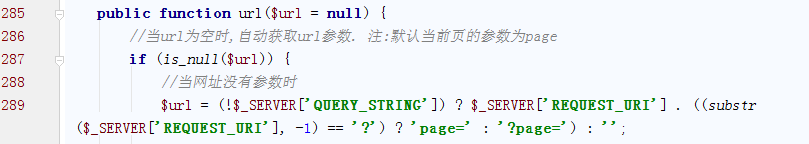 285 public function url($url = null) {
286 //当url为空时,自动获取url参数. 注:默认当前页的参数为page
287 if (is_null($url)) {
288 //当网址没有参数时
289 $url = (!$_SERVER['QUERY_STRING']) ? $_SERVER['REQUEST_URI'] . ((substr
($_SERVER['REQUEST_URI'], -1) == '?') ? 'page=' : '?page=') : '';